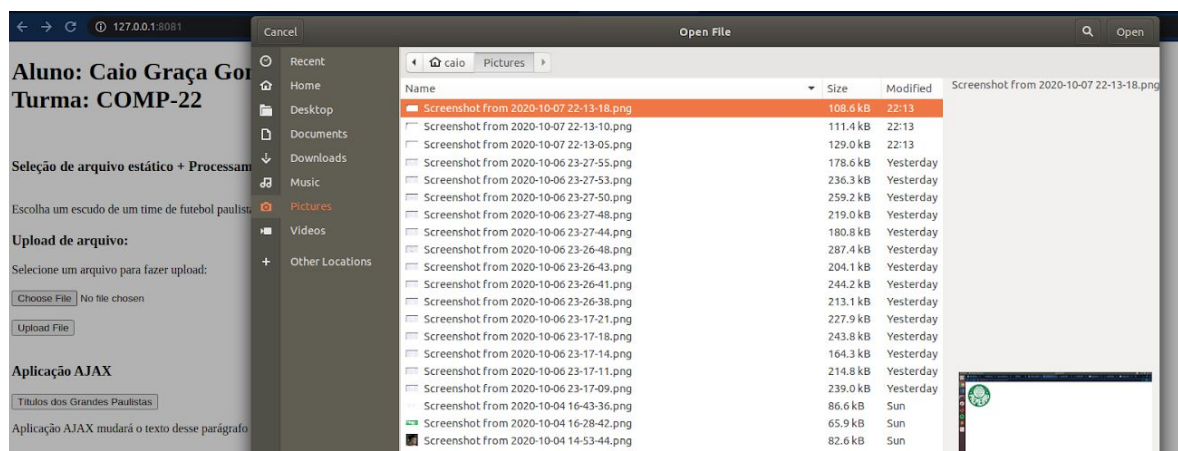 127.0.0.1:8081
Aluno: Caio Graça Gor
Turma: COMP-22
Seleção de arquivo estático + Processam
Escolha um escudo de um time de futebol paulista
Upload de arquivo:
Selecione um arquivo para fazer upload:
Choose File No file chosen
Upload File
Aplicação AJAX
Títulos dos Grandes Paulistas
Aplicação AJAX mudará o texto desse parágrafo
Cancel Open File Open
Recent
Home
Desktop
Documents
Downloads
Music
Pictures
Videos
+ Other Locations
caio Pictures
Name Size Modified
Screenshot from 2020-10-07 22-13-18.png 108.6 kB 22:13
Screenshot from 2020-10-07 22-13-10.png 111.4 kB 22:13
Screenshot from 2020-10-07 22-13-05.png 129.0 kB 22:13
Screenshot from 2020-10-06 23-27-55.png 178.6 kB Yesterday
Screenshot from 2020-10-06 23-27-53.png 236.3 kB Yesterday
Screenshot from 2020-10-06 23-27-50.png 259.2 kB Yesterday
Screenshot from 2020-10-06 23-27-48.png 219.0 kB Yesterday
Screenshot from 2020-10-06 23-27-44.png 180.8 kB Yesterday
Screenshot from 2020-10-06 23-26-48.png 287.4 kB Yesterday
Screenshot from 2020-10-06 23-26-43.png 204.1 kB Yesterday
Screenshot from 2020-10-06 23-26-41.png 244.2 kB Yesterday
Screenshot from 2020-10-06 23-26-38.png 213.1 kB Yesterday
Screenshot from 2020-10-06 23-17-21.png 227.9 kB Yesterday
Screenshot from 2020-10-06 23-17-18.png 243.8 kB Yesterday
Screenshot from 2020-10-06 23-17-14.png 164.3 kB Yesterday
Screenshot from 2020-10-06 23-17-11.png 214.8 kB Yesterday
Screenshot from 2020-10-06 23-17-09.png 239.0 kB Yesterday
Screenshot from 2020-10-04 16-43-36.png 86.6 kB Sun
Screenshot from 2020-10-04 16-28-42.png 65.9 kB Sun
Screenshot from 2020-10-04 14-53-44.png 82.6 kB Sun
Screenshot from 2020-10-07 22-13-18.png